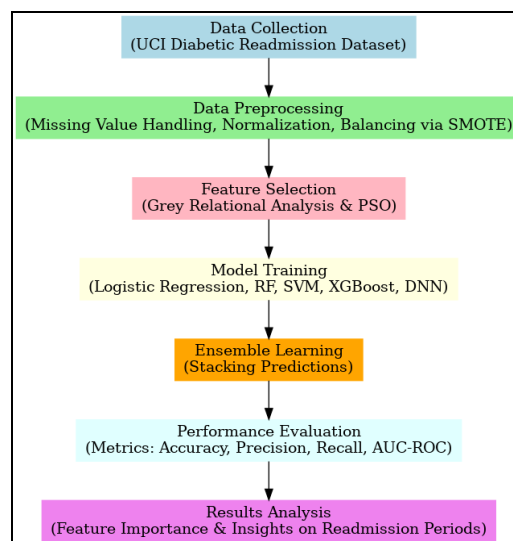 Data Collection
(UCI Diabetic Readmission Dataset)
Data Preprocessing
(Missing Value Handling, Normalization, Balancing via SMOTE)
Feature Selection
(Grey Relational Analysis & PSO)
Model Training
(Logistic Regression, RF, SVM, XGBoost, DNN)
Ensemble Learning
(Stacking Predictions)
Performance Evaluation
(Metrics: Accuracy, Precision, Recall, AUC-ROC)
Results Analysis
(Feature Importance & Insights on Readmission Periods)